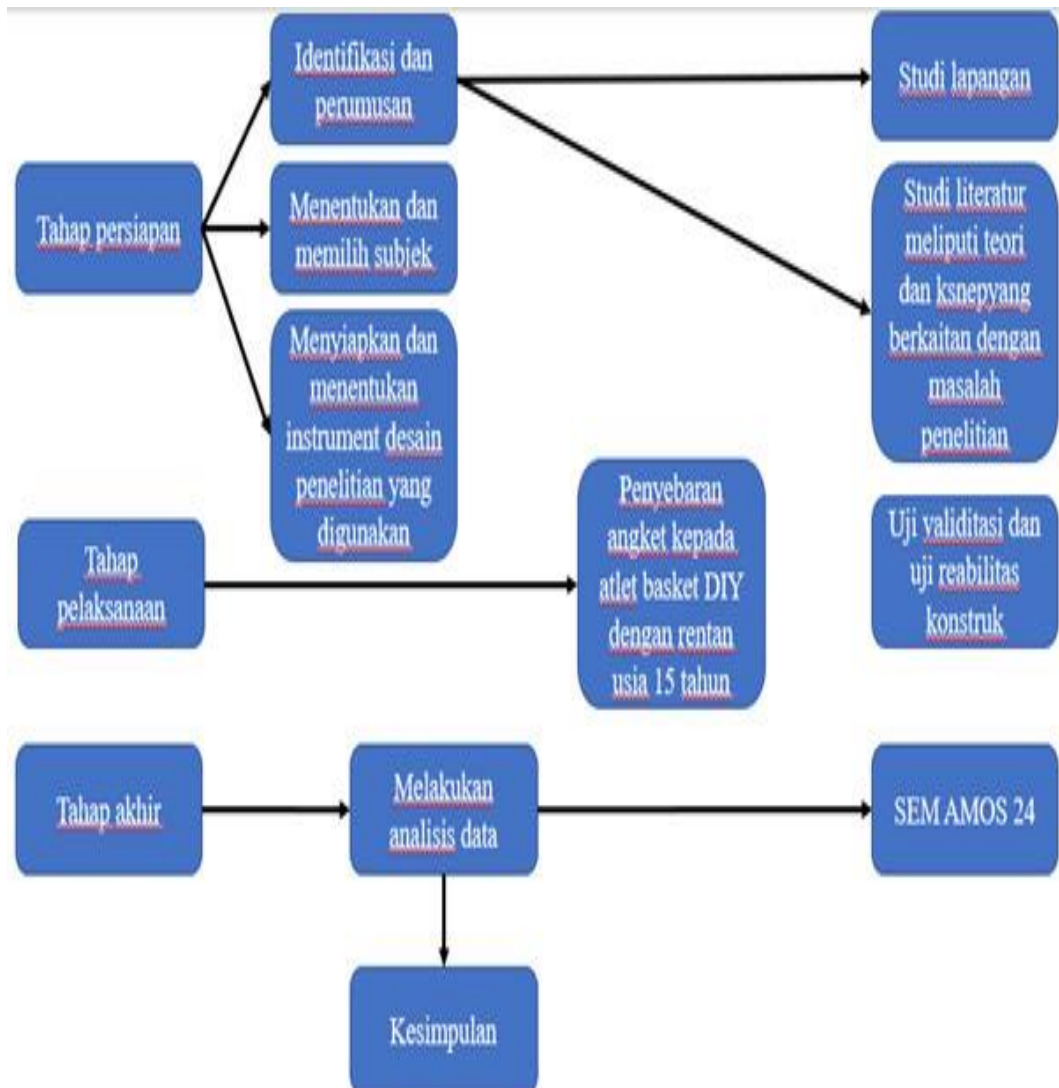 Identifikasi dan
perumusan
Studi lapangan
Tahap persiapan
Menentukan dan
memilih subjek
Studi literatur
meliputi teori
dan ksnepyang
berkaitan dengan
masalah
penelitian
Menyiapkan dan
menentukan
instrument desain
penelitian yang
digunakan
Tahap
pelaksanaan
Penyebaran
angket kepada
atlet basket DIY
dengan rentan
usia 15 tahun
Uji validitasi dan
uji reabilitas
konstruk
Tahap akhir
Melakukan
analisis data
SEM AMOS 24
Kesimpulan